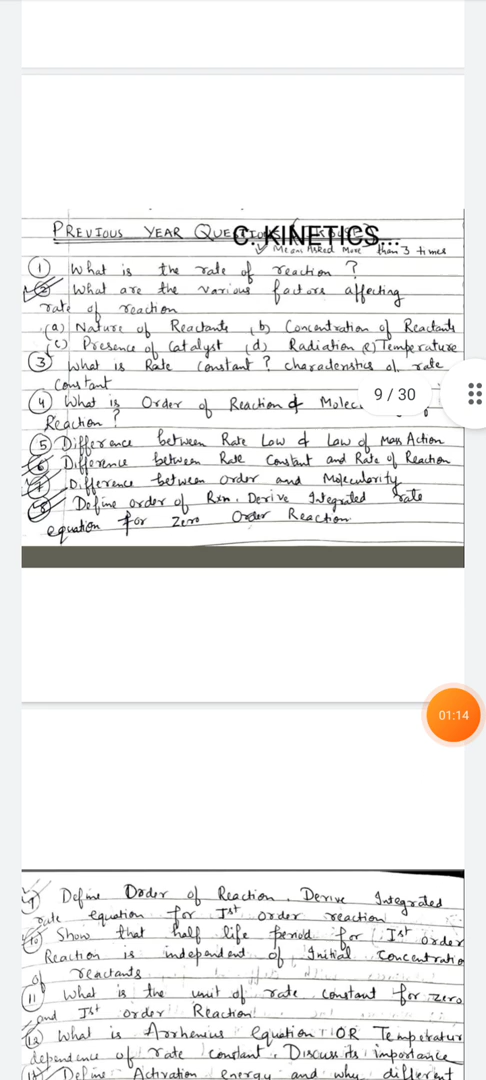 PREVIOUS YEAR QUESTIONS
C. KINETICS...
Mean Asked More than 3 times
① What is the rate of reaction ?
② What are the various factors affecting
rate of reaction
(a) Nature of Reactants (b) Concentration of Reactants
(c) Presence of Catalyst (d) Radiation (e) Temperature
③ What is Rate Constant ? characteristics of rate
Constant
9 / 30
④ What is Order of Reaction & Molec
Reaction ?
⑤ Difference between Rate Law & Law of Mass Action
⑥ Difference between Rate Constant and Rate of Reaction
⑦ Difference between order and Molecularity
⑧ Define order of Rxn. Derive Integrated rate
equation for Zero Order Reaction
01:14
⑨ Define Order of Reaction. Derive Integrated
rate equation for Ist order reaction
⑩ Show that half life period for Ist order
Reaction is independent of Initial Concentratio
of reactants
11 What is the unit of rate constant for zero
and Ist order Reaction
12 What is Arrhenius equation OR Temperatur
dependence of rate constant. Discuss its importance
Define Activation energy and why different